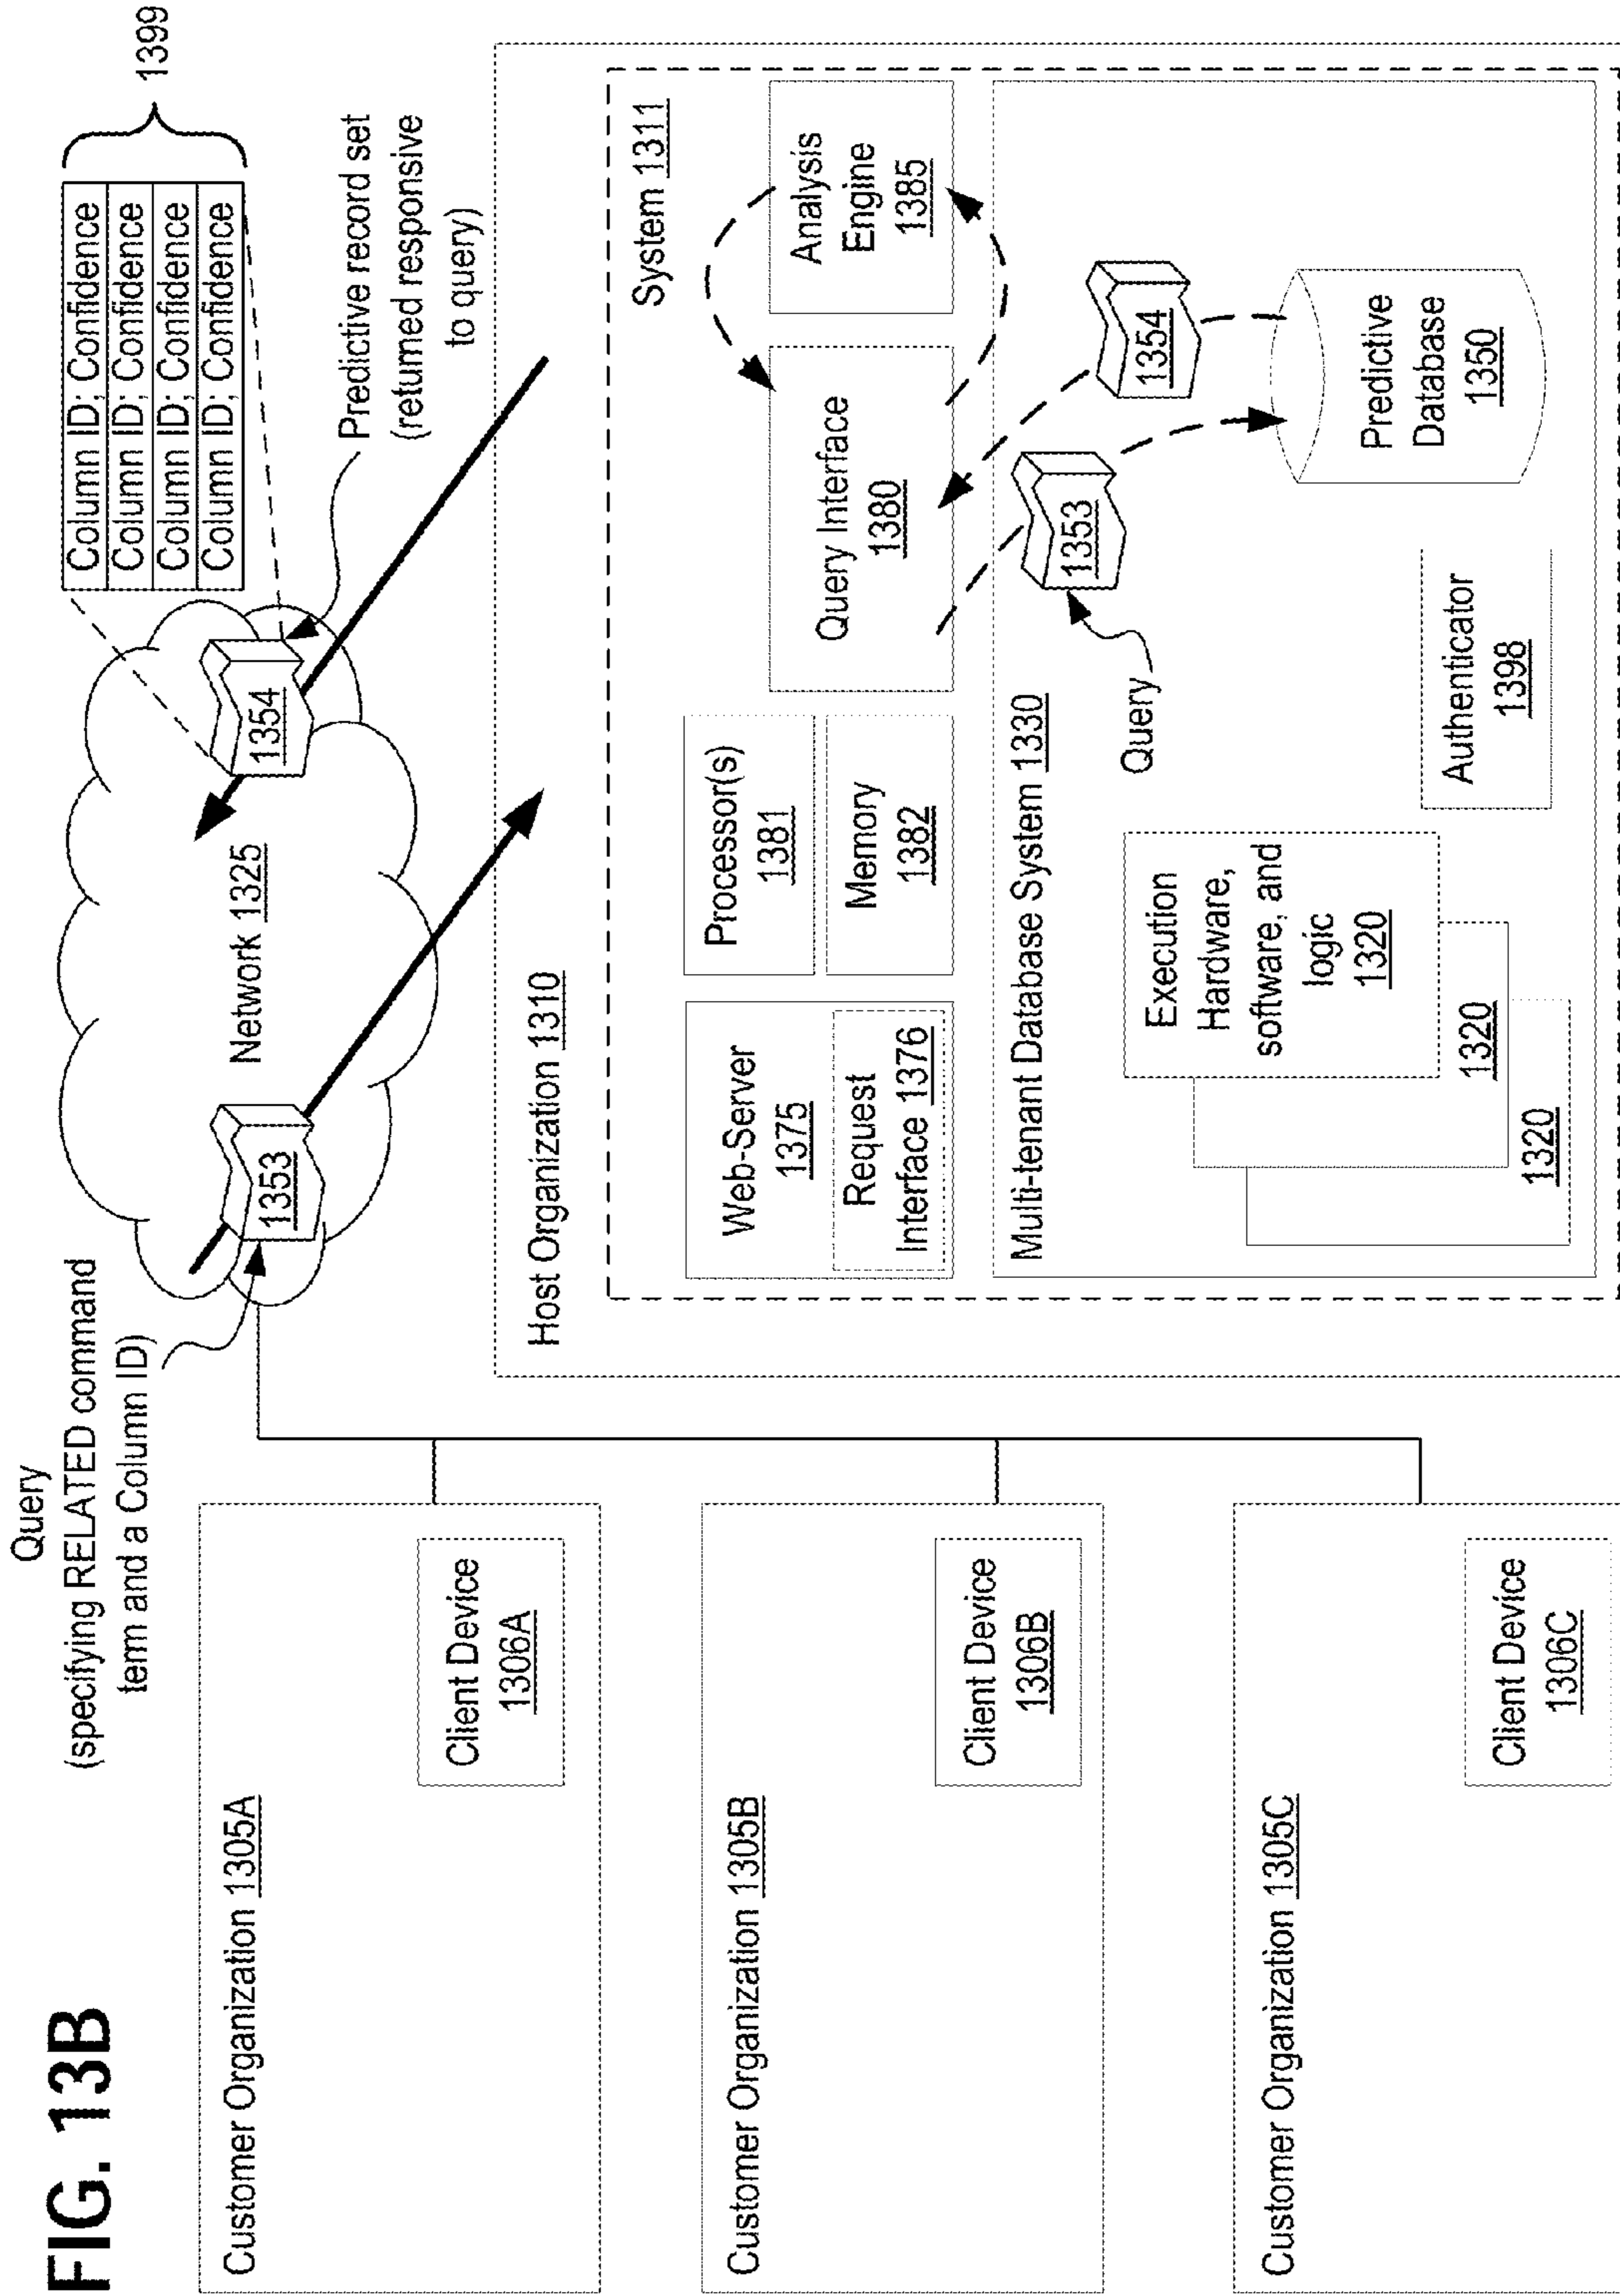 FIG. 13B
Query
(specifying RELATED command
term and a Column ID)
Customer Organization 1305A
Client Device
1306A
Customer Organization 1305B
Client Device
1306B
Customer Organization 1305C
Client Device
1306C
1353
Network 1325
1354
Column ID; Confidence
Column ID; Confidence
Column ID; Confidence
Column ID; Confidence
1399
Predictive record set
(returned responsive
to query)
Host Organization 1310
System 1311
Web-Server
1375
Request
Interface 1376
Processor(s)
1381
Memory
1382
Query Interface
1380
Analysis
Engine
1385
Multi-tenant Database System 1330
Execution
Hardware,
software, and
logic
1320
1320
1320
Query
1353
1354
Authenticator
1398
Predictive
Database
1350